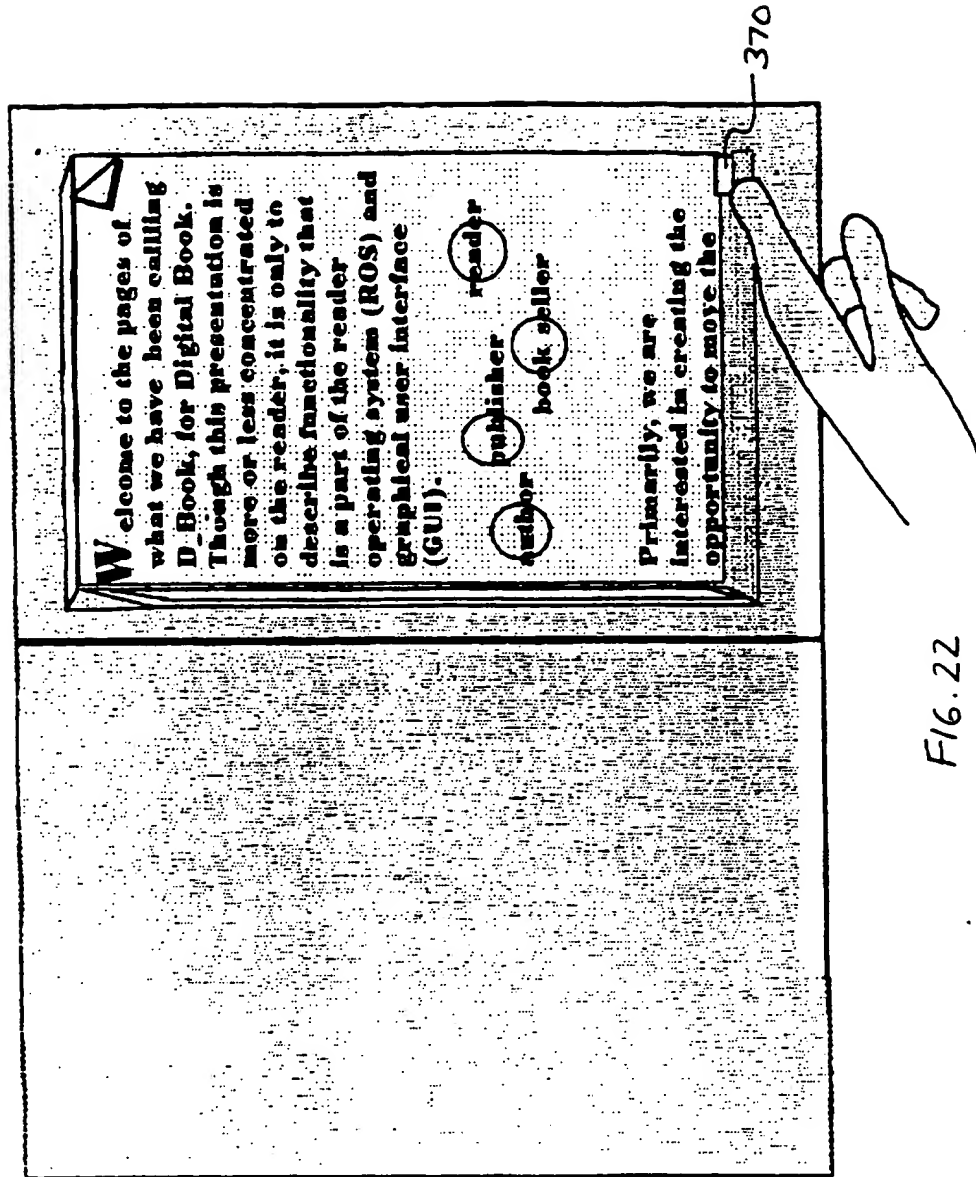 Welcome to the pages of
what we have been callling
D_Book, for Digital Book.
Though this presentation is
more or less concentrated
on the reader, it is only to
describe functionality that
is a part of the reader
operating system (ROS) and
graphical user interface
(GUI).
author publisher book seller reader
Primarily, we are
interested in creating the
opportunity to move the
370
FIG.22